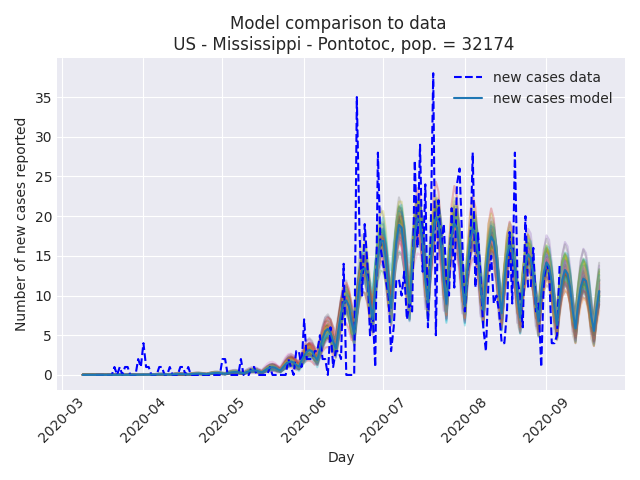 Model comparison to data
US - Mississippi - Pontotoc, pop. = 32174
new cases data
new cases model
Number of new cases reported
35
30
25
20
15
10
5
0
2020-03
2020-04
2020-05
2020-06
2020-07
2020-08
2020-09
Day